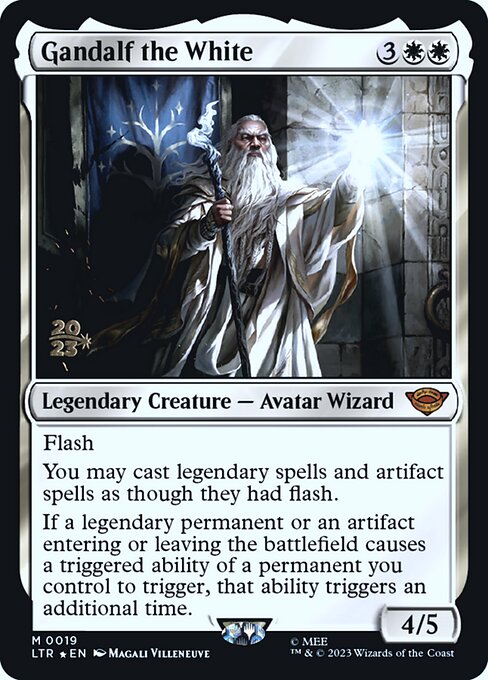 Gandalf the White 3
20
23
Legendary Creature — Avatar Wizard
Flash
You may cast legendary spells and artifact
spells as though they had flash.
If a legendary permanent or an artifact
entering or leaving the battlefield causes
a triggered ability of a permanent you
control to trigger, that ability triggers an
additional time.
4/5
M 0019
LTR ★ EN Magali Villeneuve
© MEE
™ & © 2023 Wizards of the Coast